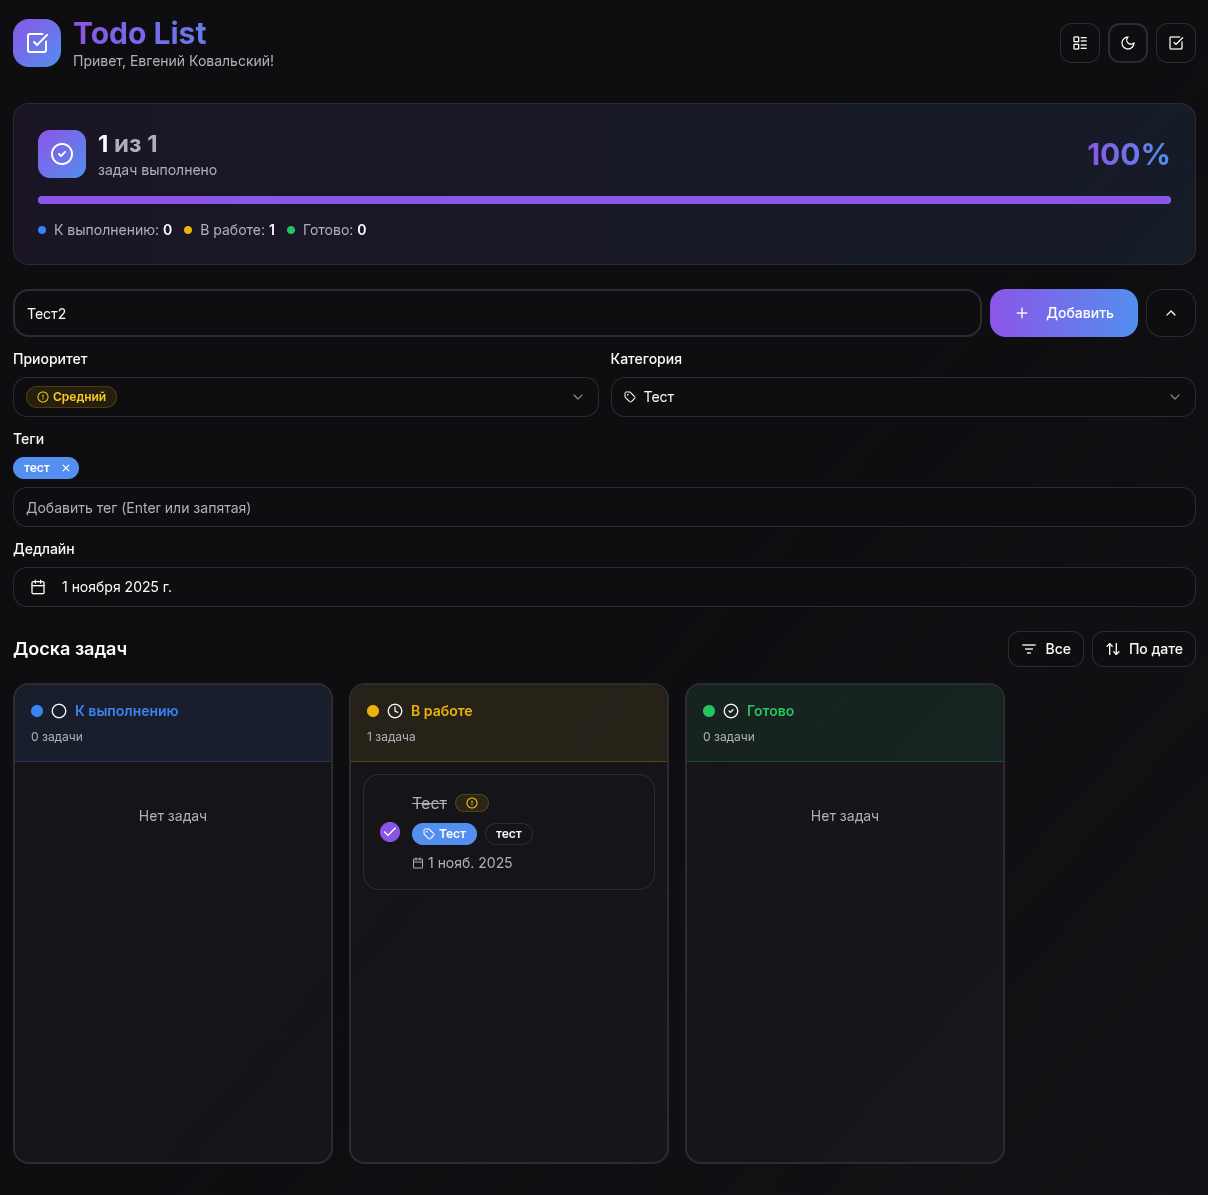 Todo List
Привет, Евгений Ковальский!
1 из 1
задач выполнено
100%
К выполнению: 0 В работе: 1 Готово: 0
Тест2
Добавить
Приоритет
Категория
Средний
Тест
Теги
тест
Добавить тег (Enter или запятая)
Дедлайн
1 ноября 2025 г.
Доска задач
Все
По дате
К выполнению
0 задачи
Нет задач
В работе
1 задача
Тест
Тест тест
1 нояб. 2025
Готово
0 задачи
Нет задач